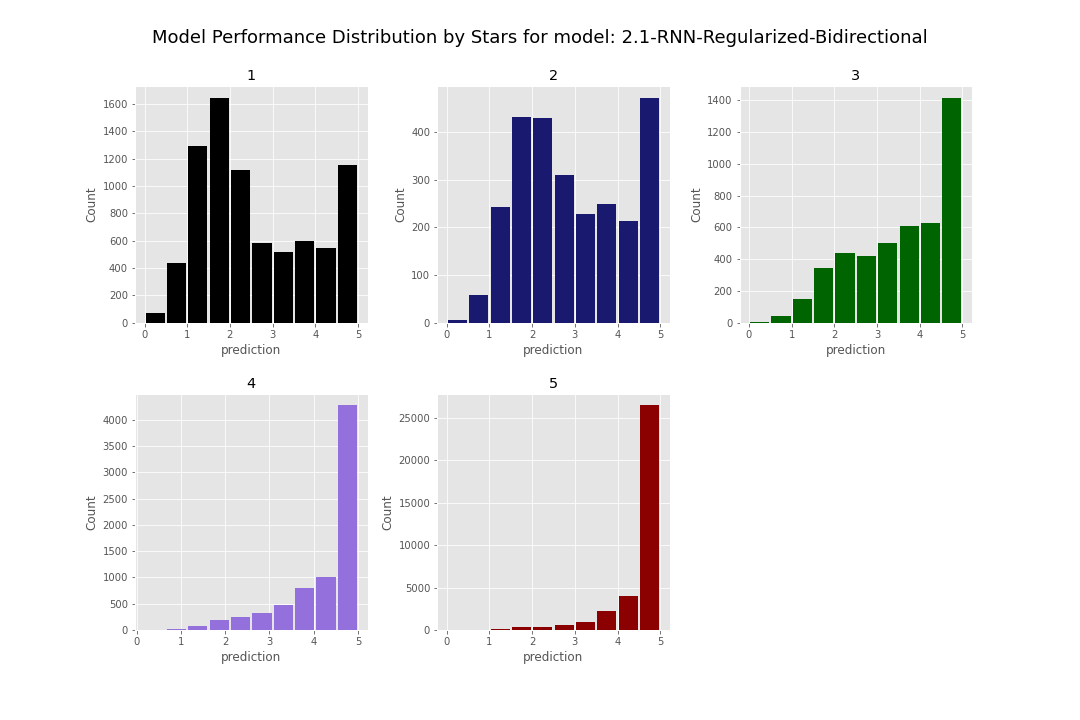 Model Performance Distribution by Stars for model: 2.1-RNN-Regularized-Bidirectional
1
1600
1400
1200
1000
800
600
400
200
0
Count
0 1 2 3 4 5
prediction
2
400
300
200
100
0
Count
0 1 2 3 4 5
prediction
3
1400
1200
1000
800
600
400
200
0
Count
0 1 2 3 4 5
prediction
4
4000
3500
3000
2500
2000
1500
1000
500
0
Count
0 1 2 3 4 5
prediction
5
25000
20000
15000
10000
5000
0
Count
0 1 2 3 4 5
prediction